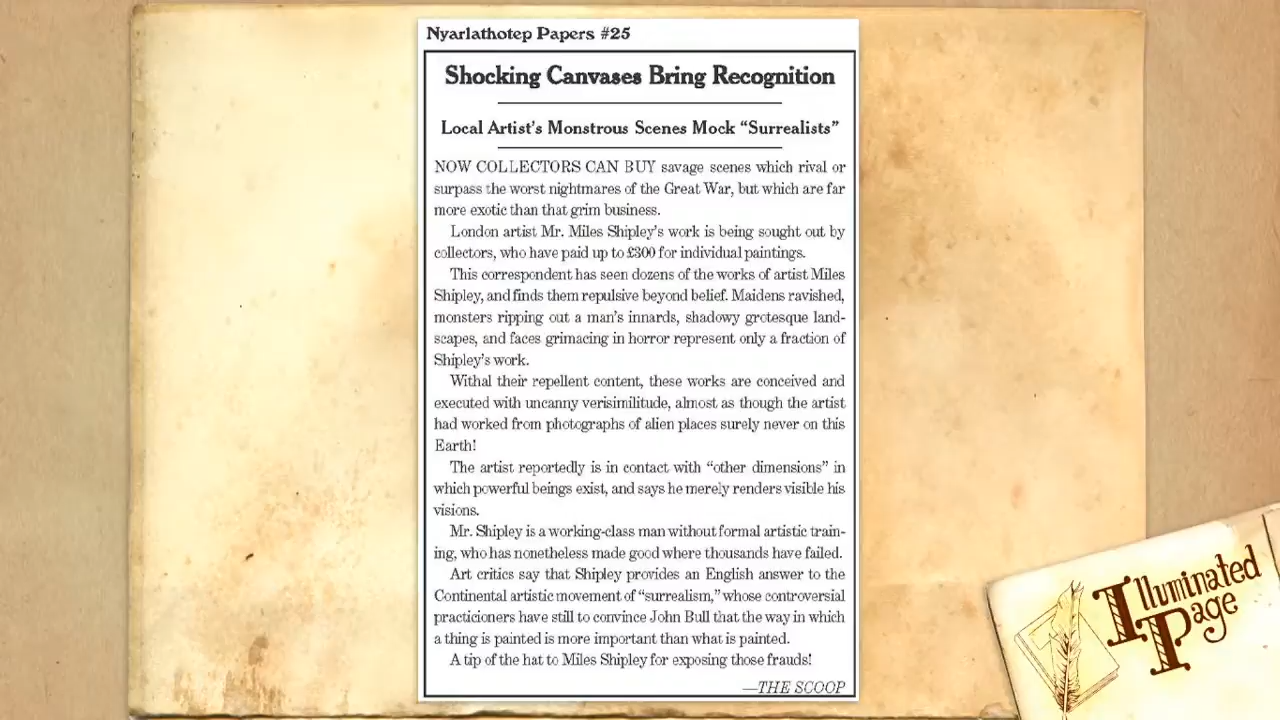 Nyarlathotep Papers #25
Shocking Canvases Bring Recognition
Local Artist's Monstrous Scenes Mock "Surrealists"
NOW COLLECTORS CAN BUY savage scenes which rival or
surpass the worst nightmares of the Great War, but which are far
more exotic than that grim business.
London artist Mr. Miles Shipley's work is being sought out by
collectors, who have paid up to £300 for individual paintings.
This correspondent has seen dozens of the works of artist Miles
Shipley, and finds them repulsive beyond belief. Maidens ravished,
monsters ripping out a man's innards, shadowy grotesque land-
scapes, and faces grimacing in horror represent only a fraction of
Shipley's work.
Withal their repellent content, these works are conceived and
executed with uncanny verisimilitude, almost as though the artist
had worked from photographs of alien places surely never on this
Earth!
The artist reportedly is in contact with "other dimensions" in
which powerful beings exist, and says he merely renders visible his
visions.
Mr. Shipley is a working-class man without formal artistic train-
ing, who has nonetheless made good where thousands have failed.
Art critics say that Shipley provides an English answer to the
Continental artistic movement of "surrealism," whose controversial
practicioners have still to convince John Bull that the way in which
a thing is painted is more important than what is painted.
A tip of the hat to Miles Shipley for exposing those frauds!
—THE SCOOP
Illuminated
Page